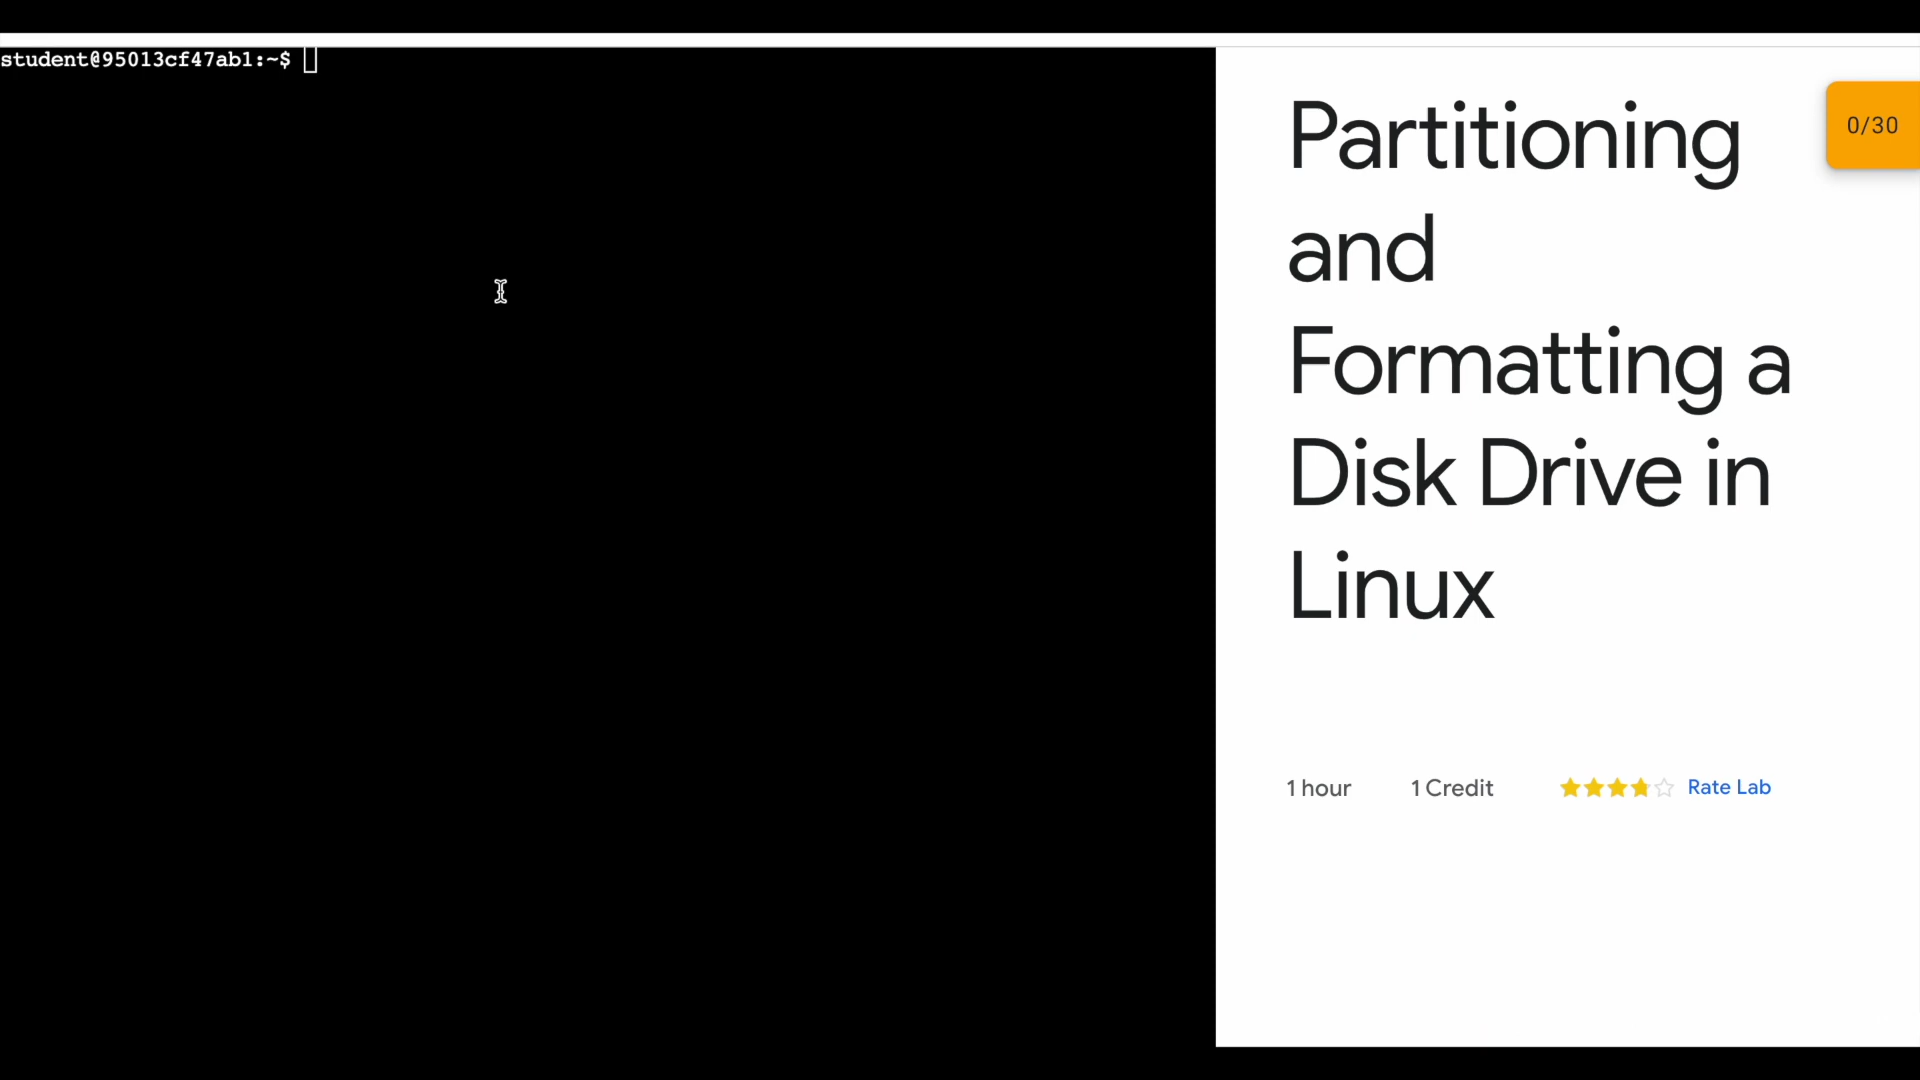 student@95013cf47ab1:~$
Partitioning
and
Formatting a
Disk Drive in
Linux
0/30
1 hour
1 Credit
Rate Lab